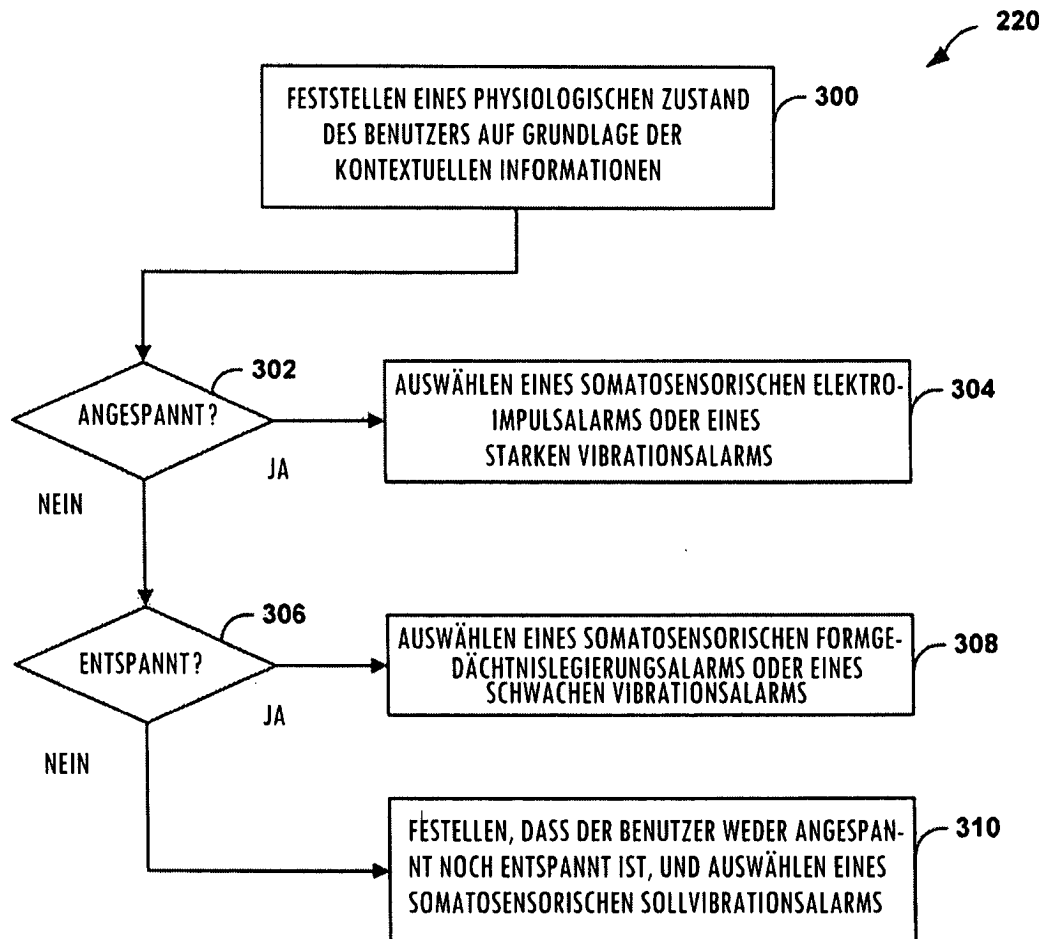 220
FESTSTELLEN EINES PHYSIOLOGISCHEN ZUSTAND
DES BENUTZERS AUF GRUNDLAGE DER
KONTEXTUELLEN INFORMATIONEN
300
302
ANGESPANNT?
JA
NEIN
AUSWÄHLEN EINES SOMATOSENSORISCHEN ELEKTRO-
IMPULSALARMS ODER EINES
STARKEN VIBRATIONSALARMS
304
306
ENTSPANNT?
JA
NEIN
AUSWÄHLEN EINES SOMATOSENSORISCHEN FORMGE-
DÄCHTNISLEGIERUNGSALARMS ODER EINES
SCHWACHEN VIBRATIONSALARMS
308
FESTELLEN, DASS DER BENUTZER WEDER ANGESPAN-
NT NOCH ENTSPANNT IST, UND AUSWÄHLEN EINES
SOMATOSENSORISCHEN SOLLVIBRATIONSALARMS
310